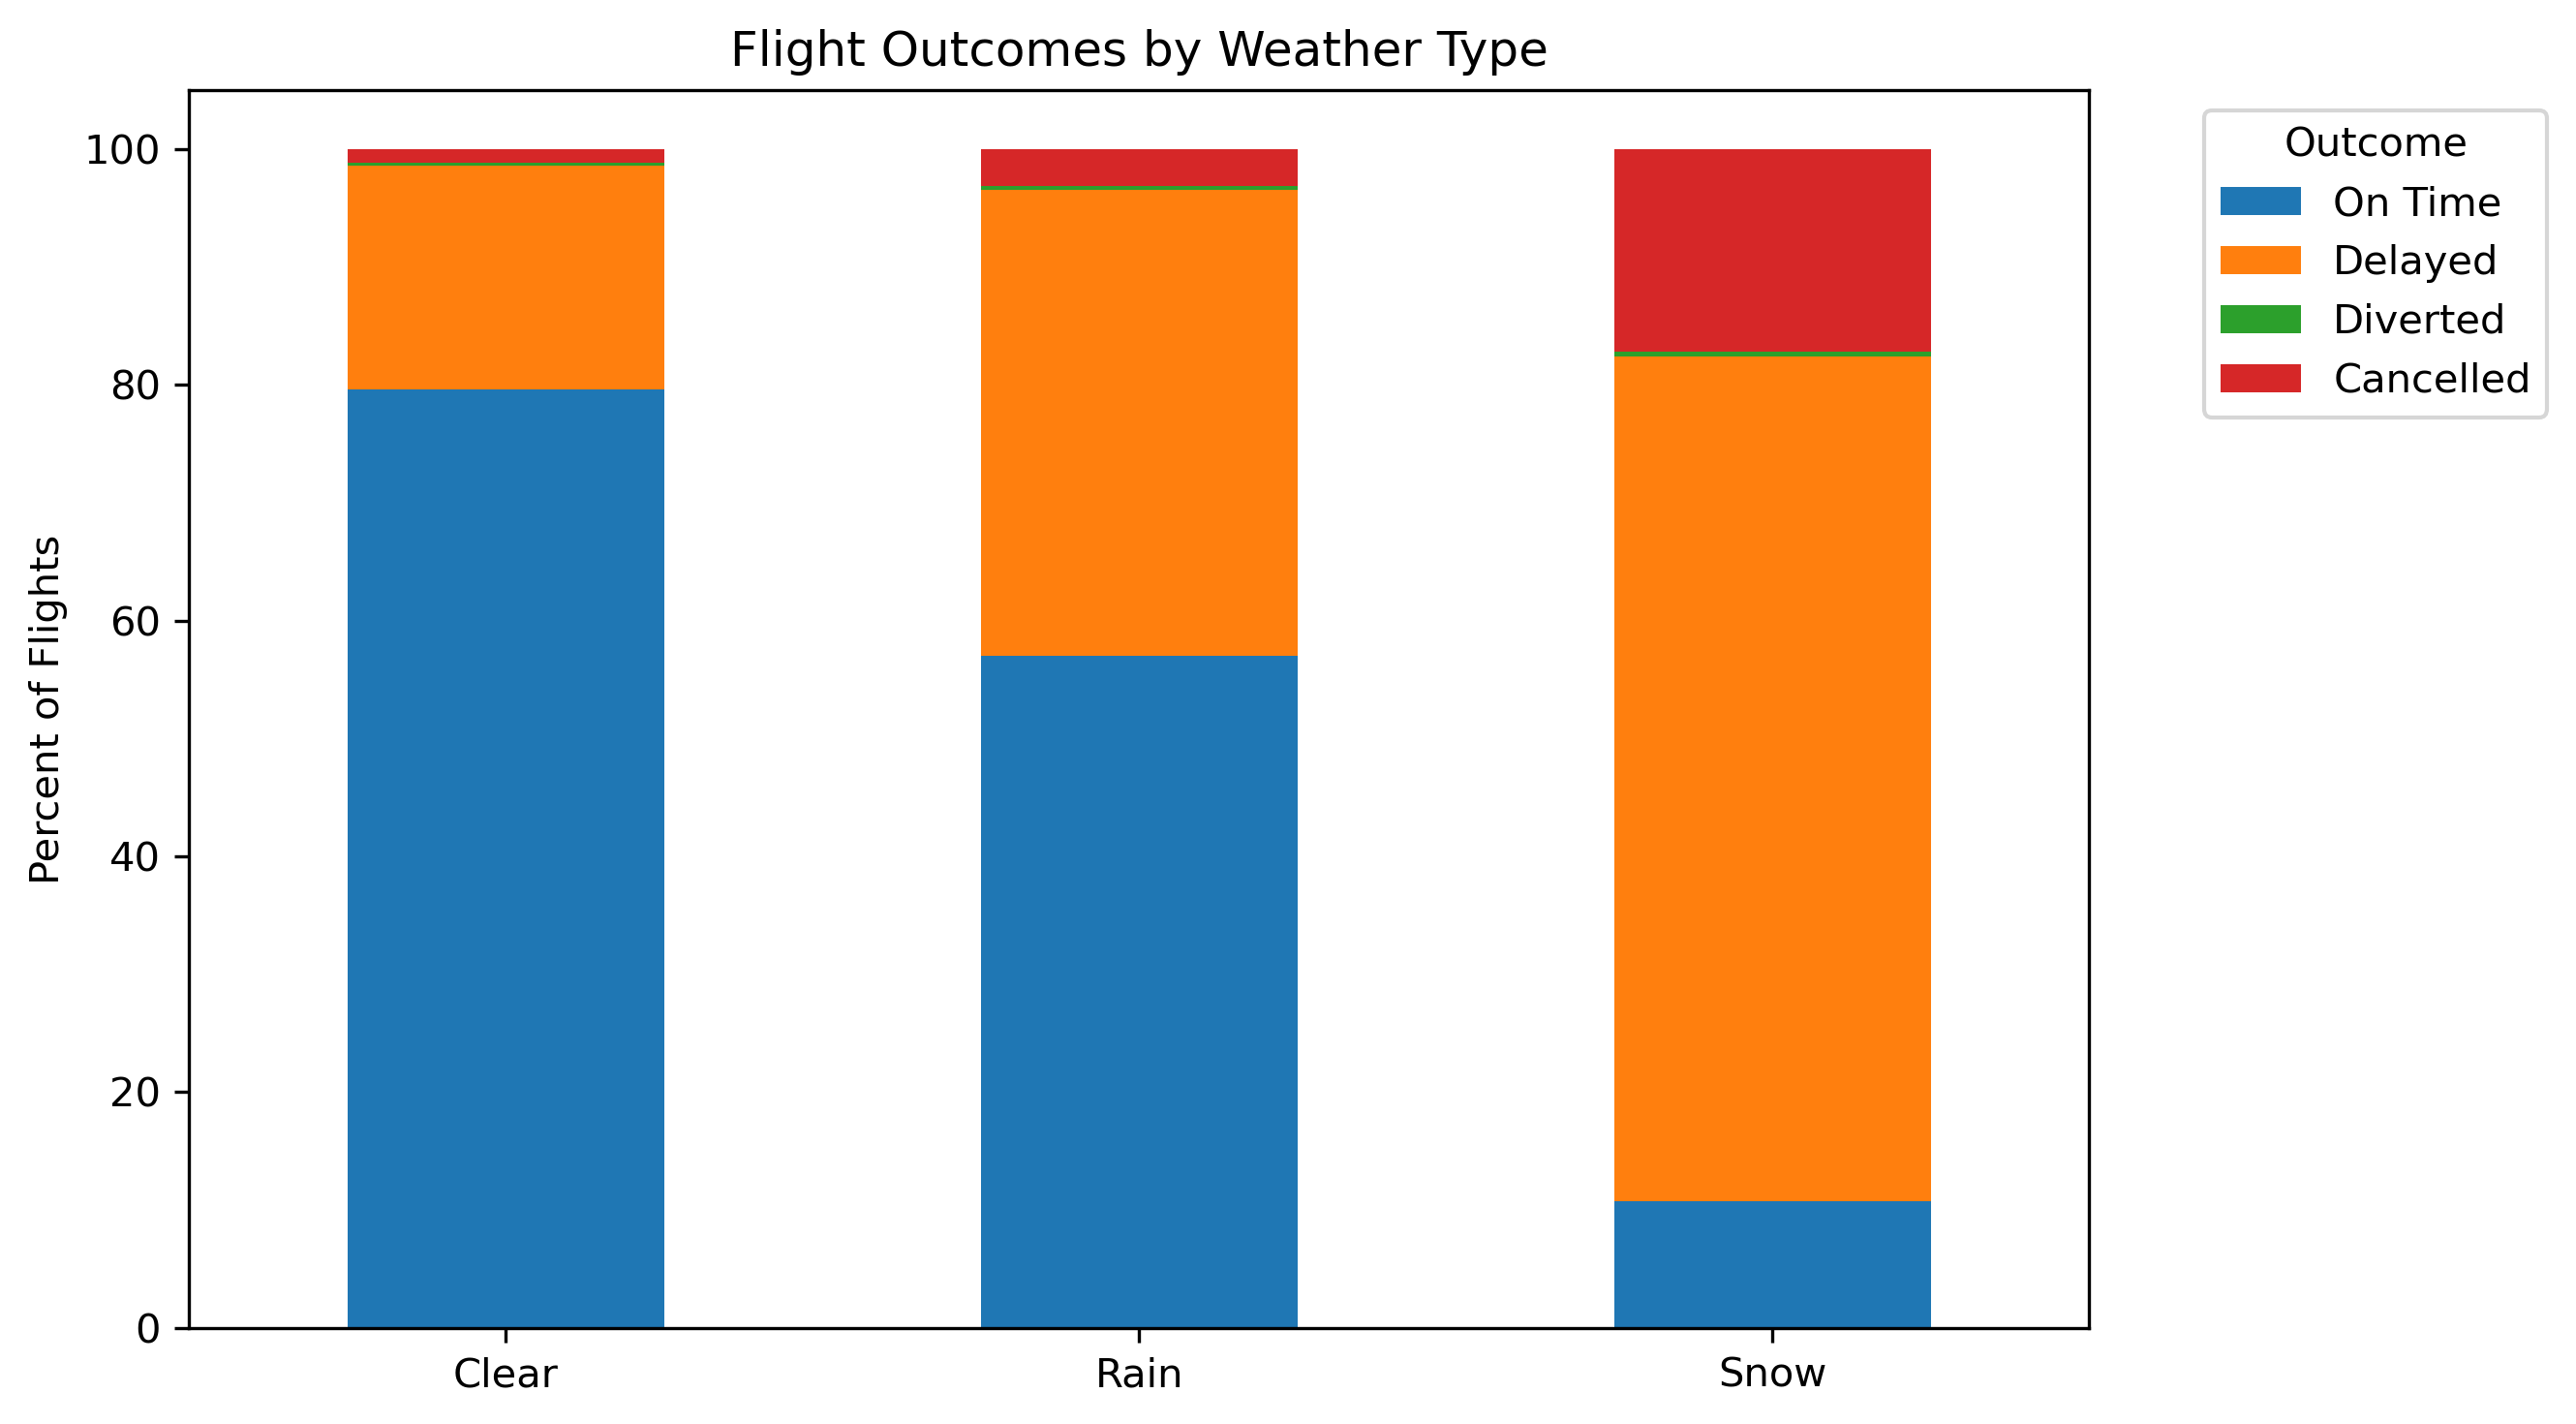 Flight Outcomes by Weather Type
Percent of Flights
100
80
60
40
20
0
Clear
Rain
Snow
Outcome
On Time
Delayed
Diverted
Cancelled